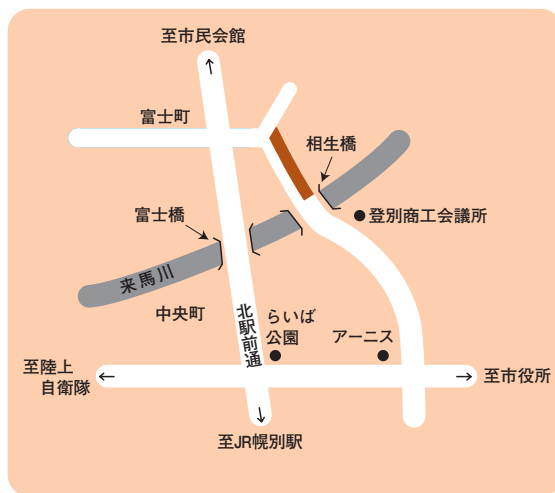 至市民会館
富士町
相生橋
富士橋
登別商工会議所
来馬川
中央町
北駅前通
らいば
公園
アーニス
至陸上
自衛隊
至市役所
至JR幌別駅